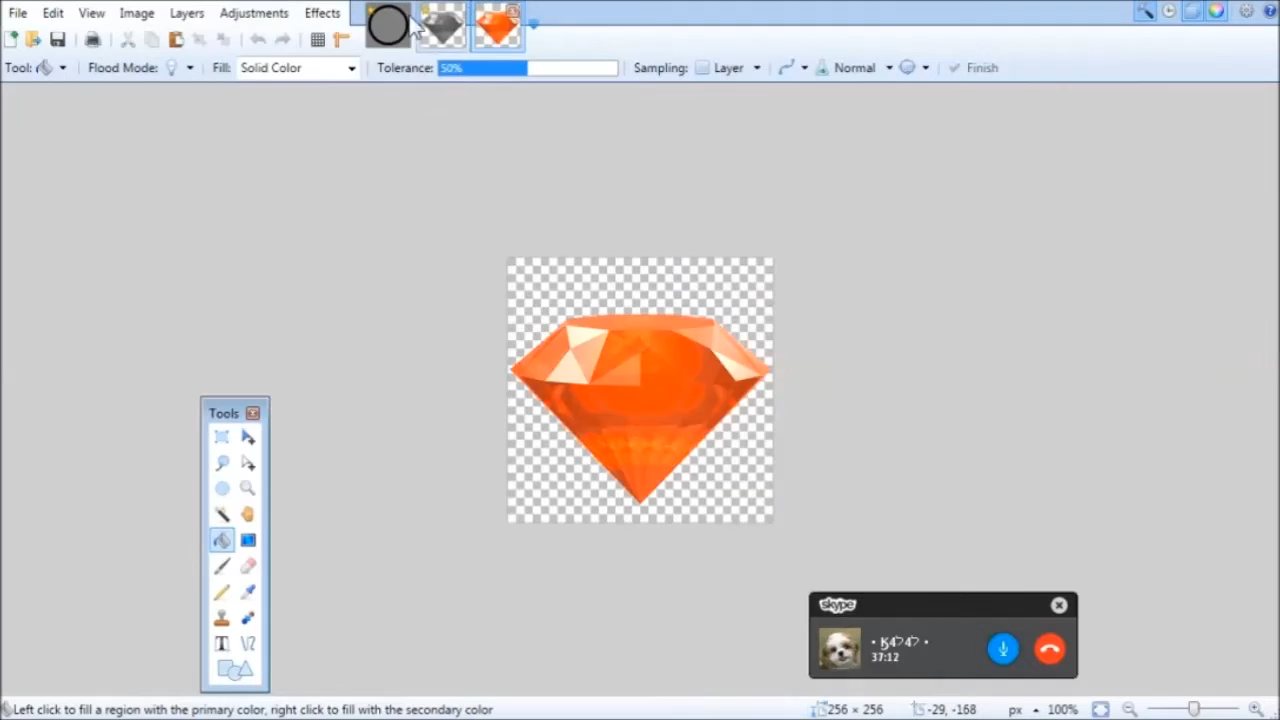 File Edit View Image Layers Adjustments Effects
Tool: Flood Mode: Fill: Solid Color Tolerance: 50% Sampling: Layer Normal Finish
Tools
skype
37:12
Left click to fill a region with the primary color, right click to fill with the secondary color 256 × 256 -29, -168 px 100%